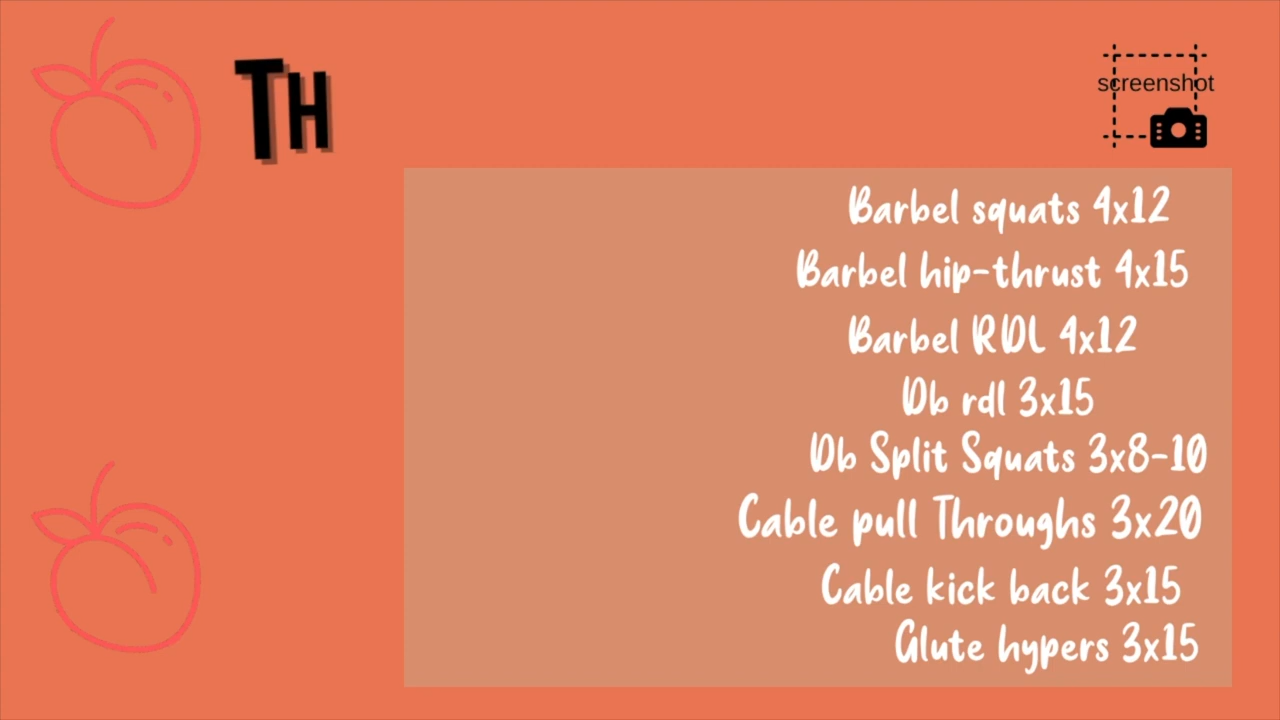 TH
screenshot
Barbel squats 4x12
Barbel hip-thrust 4x15
Barbel RDL 4x12
Db rdl 3x15
Db Split Squats 3x8-10
Cable pull Throughs 3x20
Cable kick back 3x15
Glute hypers 3x15